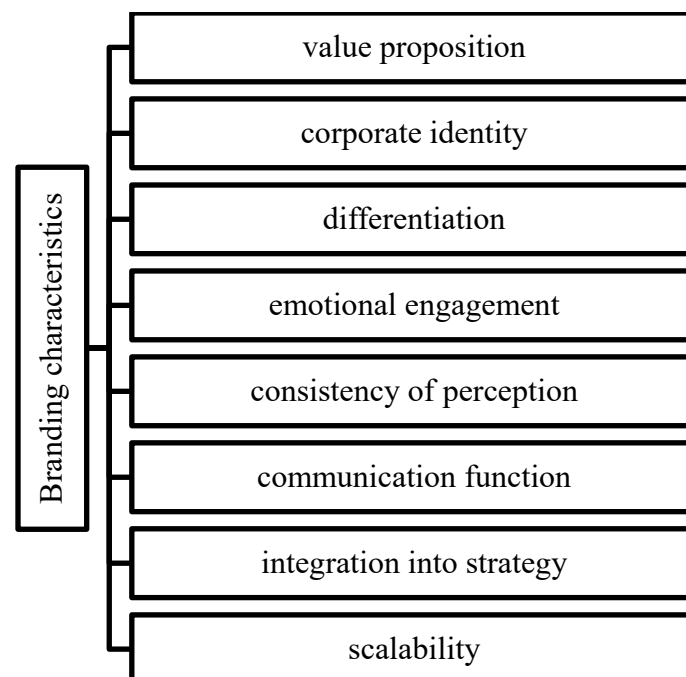 Branding characteristics
value proposition
corporate identity
differentiation
emotional engagement
consistency of perception
communication function
integration into strategy
scalability